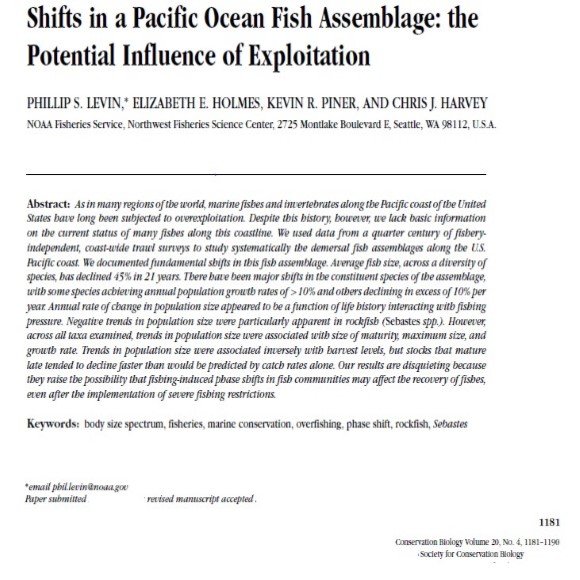 Shifts in a Pacific Ocean Fish Assemblage: the
Potential Influence of Exploitation
PHILLIP S. LEVIN,* ELIZABETH E. HOLMES, KEVIN R. PINER, AND CHRIS J. HARVEY
NOAA Fisheries Service, Northwest Fisheries Science Center, 2725 Montlake Boulevard E, Seattle, WA 98112, U.S.A.
Abstract: As in many regions of the world, marine fishes and invertebrates along the Pacific coast of the United
States have long been subjected to overexploitation. Despite this history, however, we lack basic information
on the current status of many fishes along this coastline. We used data from a quarter century of fishery-
independent, coast-wide trawl surveys to study systematically the demersal fish assemblages along the U.S.
Pacific coast. We documented fundamental shifts in this fish assemblage. Average fish size, across a diversity of
species, has declined 45% in 21 years. There have been major shifts in the constituent species of the assemblage,
with some species achieving annual population growth rates of >10% and others declining in excess of 10% per
year. Annual rate of change in population size appeared to be a function of life history interacting with fishing
pressure. Negative trends in population size were particularly apparent in rockfish (Sebastes spp.). However,
across all taxa examined, trends in population size were associated with size of maturity, maximum size, and
growth rate. Trends in population size were associated inversely with harvest levels, but stocks that mature
late tended to decline faster than would be predicted by catch rates alone. Our results are disquieting because
they raise the possibility that fishing-induced phase shifts in fish communities may affect the recovery of fishes,
even after the implementation of severe fishing restrictions.
Keywords: body size spectrum, fisheries, marine conservation, overfishing, phase shift, rockfish, Sebastes
*email phil.levin@noaa.gov
Paper submitted revised manuscript accepted.
1181
Conservation Biology Volume 20, No. 4, 1181–1190
Society for Conservation Biology